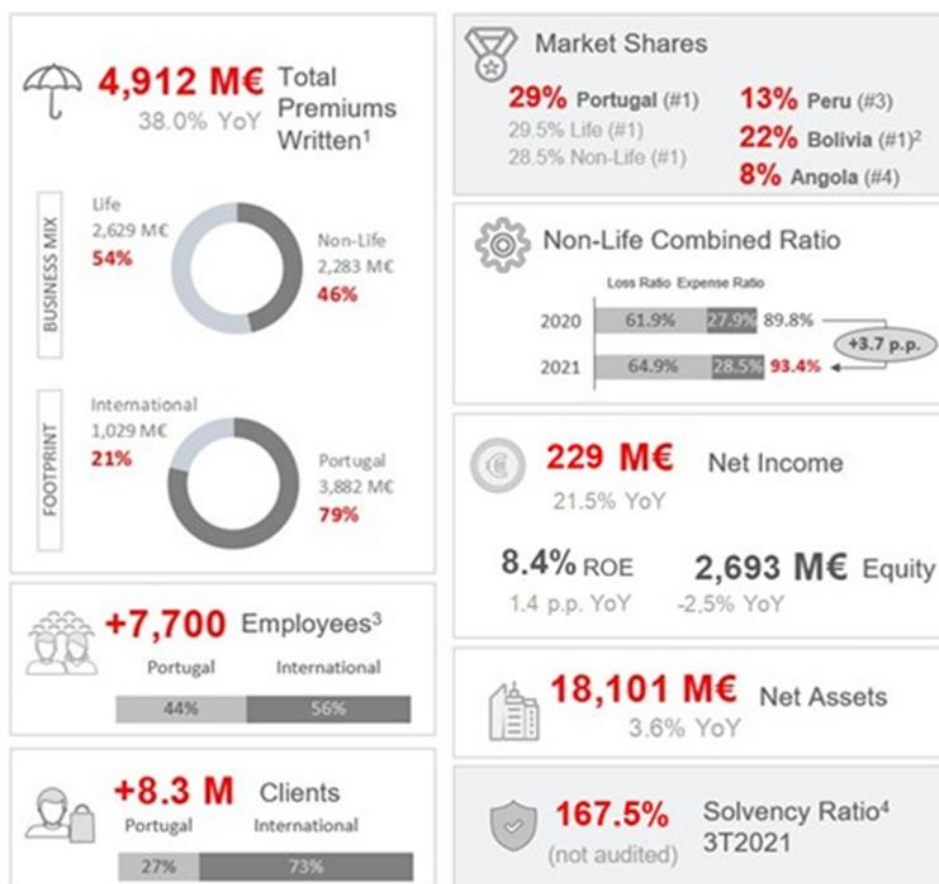 4,912 M€ Total Premiums Written¹
38.0% YoY
BUSINESS MIX
Life
2,629 M€
54%
Non-Life
2,283 M€
46%
FOOTPRINT
International
1,029 M€
21%
Portugal
3,882 M€
79%
+7,700 Employees³
Portugal International
44% 56%
+8.3 M Clients
Portugal International
27% 73%
Market Shares
29% Portugal (#1)
29.5% Life (#1)
28.5% Non-Life (#1)
13% Peru (#3)
22% Bolivia (#1)²
8% Angola (#4)
Non-Life Combined Ratio
Loss Ratio Expense Ratio
2020 61.9% 27.9% 89.8%
+3.7 p.p.
2021 64.9% 28.5% 93.4%
229 M€ Net Income
21.5% YoY
8.4% ROE
1.4 p.p. YoY
2,693 M€ Equity
-2.5% YoY
18,101 M€ Net Assets
3.6% YoY
167.5% Solvency Ratio⁴
(not audited) 3T2021